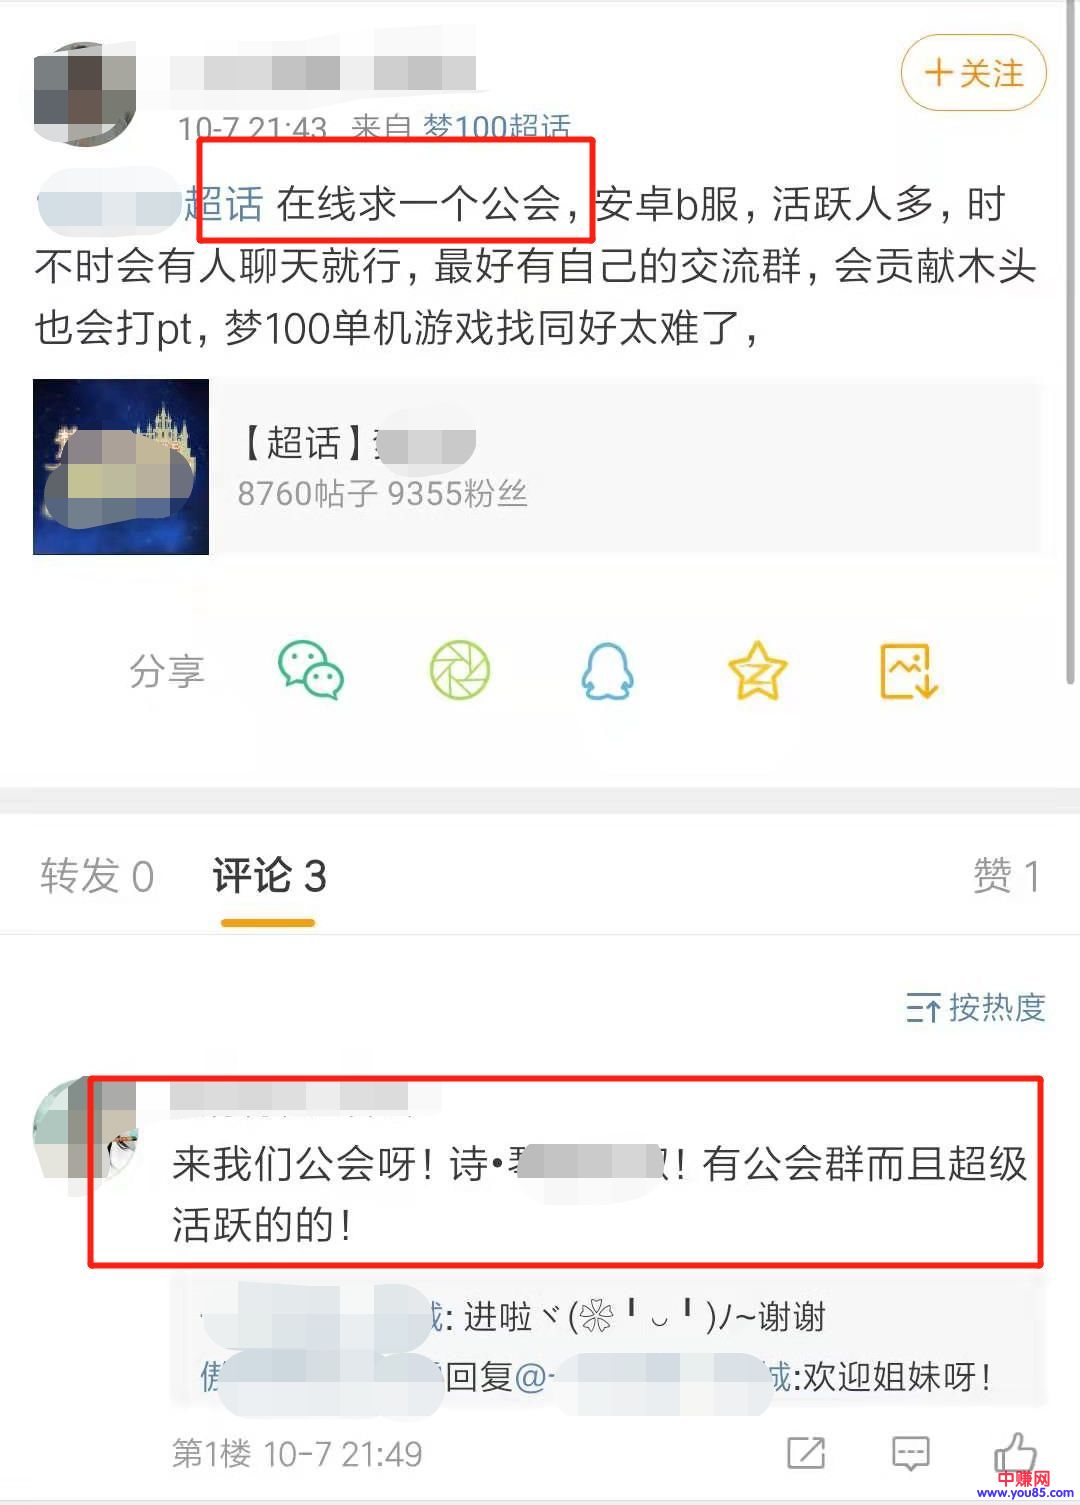 +关注
10-7 21:43 来自 梦100超话
超话 在线求一个公会，安卓b服，活跃人多，时
不时会有人聊天就行，最好有自己的交流群，会贡献木头
也会打pt，梦100单机游戏找同好太难了，
【超话】
8760帖子 9355粉丝
分享
转发 0 评论 3 赞 1
按热度
来我们公会呀！诗•！有公会群而且超级
活跃的的！
: 进啦ヾ(❀╹◡╹)ﾉ~谢谢
傲回复@:欢迎姐妹呀！
第1楼 10-7 21:49
中赚网
www.you85.com